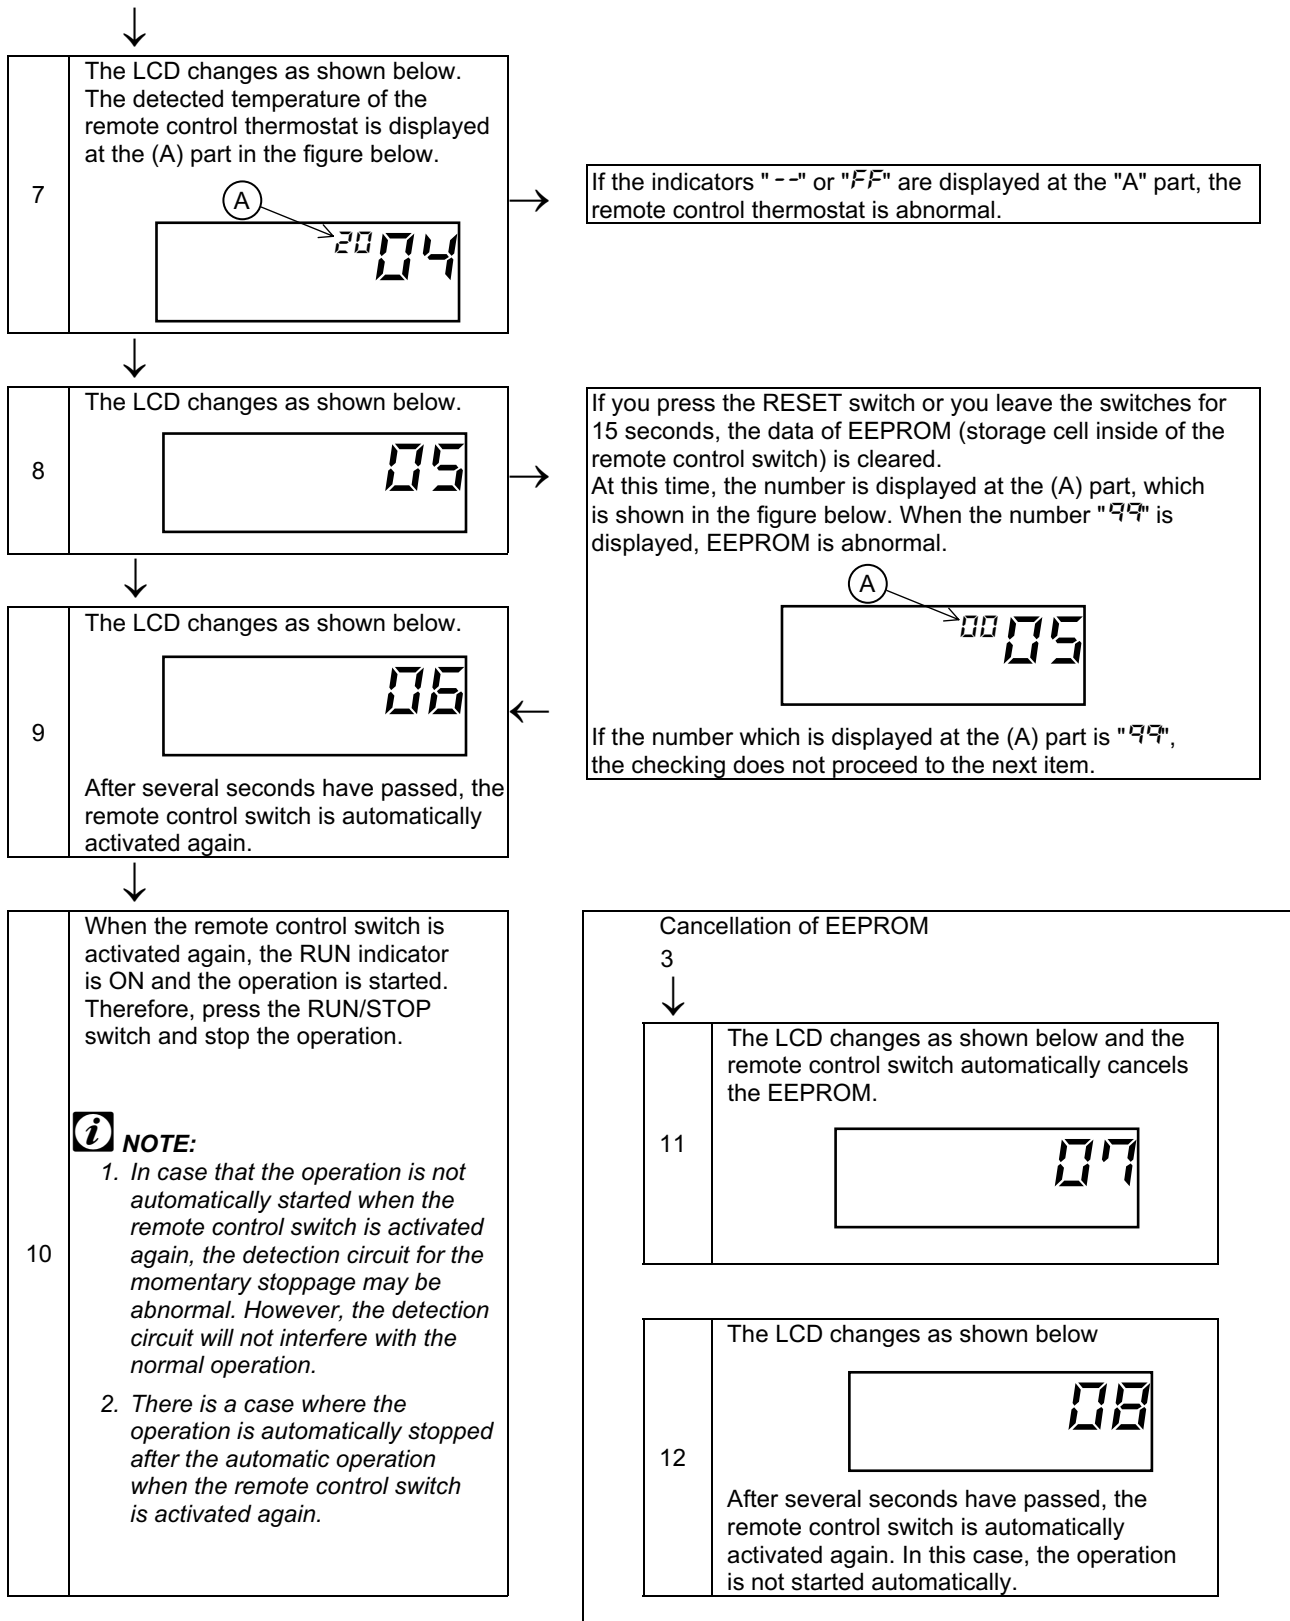 ↓
7
The LCD changes as shown below.
The detected temperature of the
remote control thermostat is displayed
at the (A) part in the figure below.
A
20 04
→
If the indicators "--" or "FF" are displayed at the "A" part, the
remote control thermostat is abnormal.
↓
8
The LCD changes as shown below.
05
→
If you press the RESET switch or you leave the switches for
15 seconds, the data of EEPROM (storage cell inside of the
remote control switch) is cleared.
At this time, the number is displayed at the (A) part, which
is shown in the figure below. When the number "99" is
displayed, EEPROM is abnormal.
A
00 05
If the number which is displayed at the (A) part is "99",
the checking does not proceed to the next item.
↓
9
The LCD changes as shown below.
06
←
After several seconds have passed, the
remote control switch is automatically
activated again.
↓
10
When the remote control switch is
activated again, the RUN indicator
is ON and the operation is started.
Therefore, press the RUN/STOP
switch and stop the operation.
i NOTE:
1. In case that the operation is not
automatically started when the
remote control switch is activated
again, the detection circuit for the
momentary stoppage may be
abnormal. However, the detection
circuit will not interfere with the
normal operation.
2. There is a case where the
operation is automatically stopped
after the automatic operation
when the remote control switch
is activated again.
Cancellation of EEPROM
3
↓
11
The LCD changes as shown below and the
remote control switch automatically cancels
the EEPROM.
07
12
The LCD changes as shown below
08
After several seconds have passed, the
remote control switch is automatically
activated again. In this case, the operation
is not started automatically.